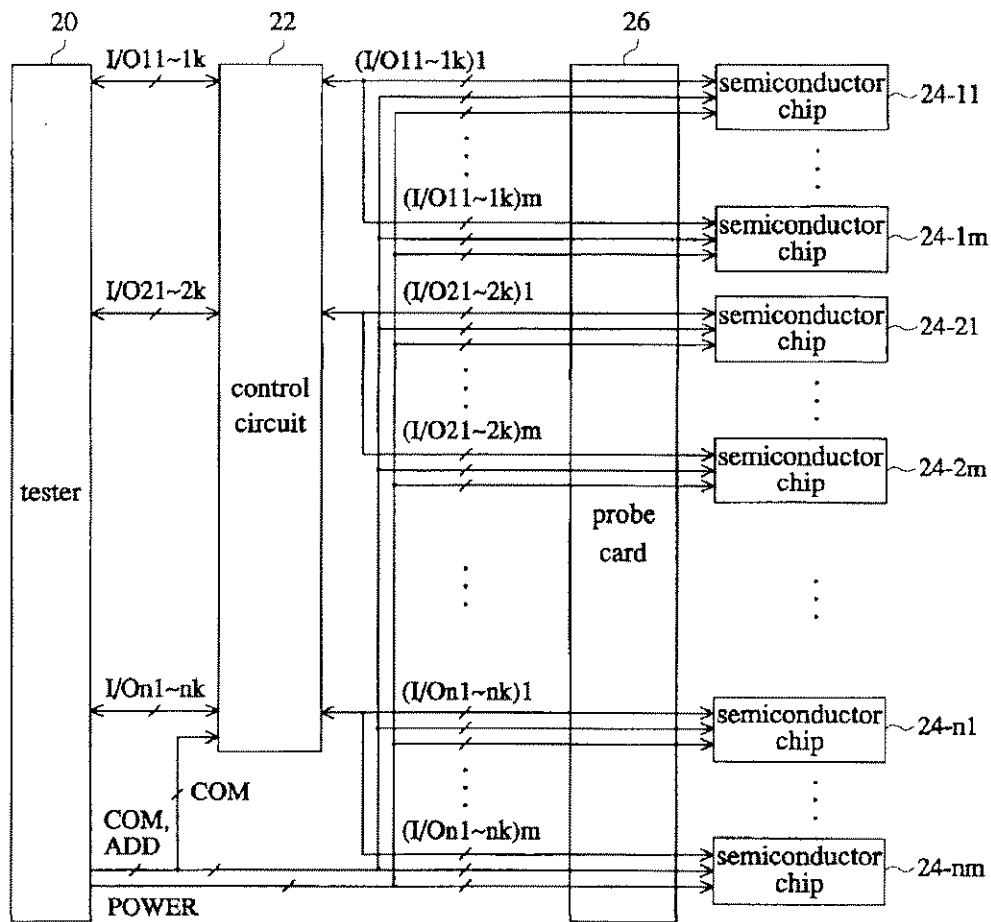 20
22
26
I/O11~1k
(I/O11~1k)1
semiconductor
chip
24-11
(I/O11~1k)m
semiconductor
chip
24-1m
I/O21~2k
(I/O21~2k)1
semiconductor
chip
24-21
control
circuit
(I/O21~2k)m
semiconductor
chip
24-2m
tester
probe
card
I/On1~nk
(I/On1~nk)1
semiconductor
chip
24-n1
COM
COM,
ADD
(I/On1~nk)m
semiconductor
chip
24-nm
POWER